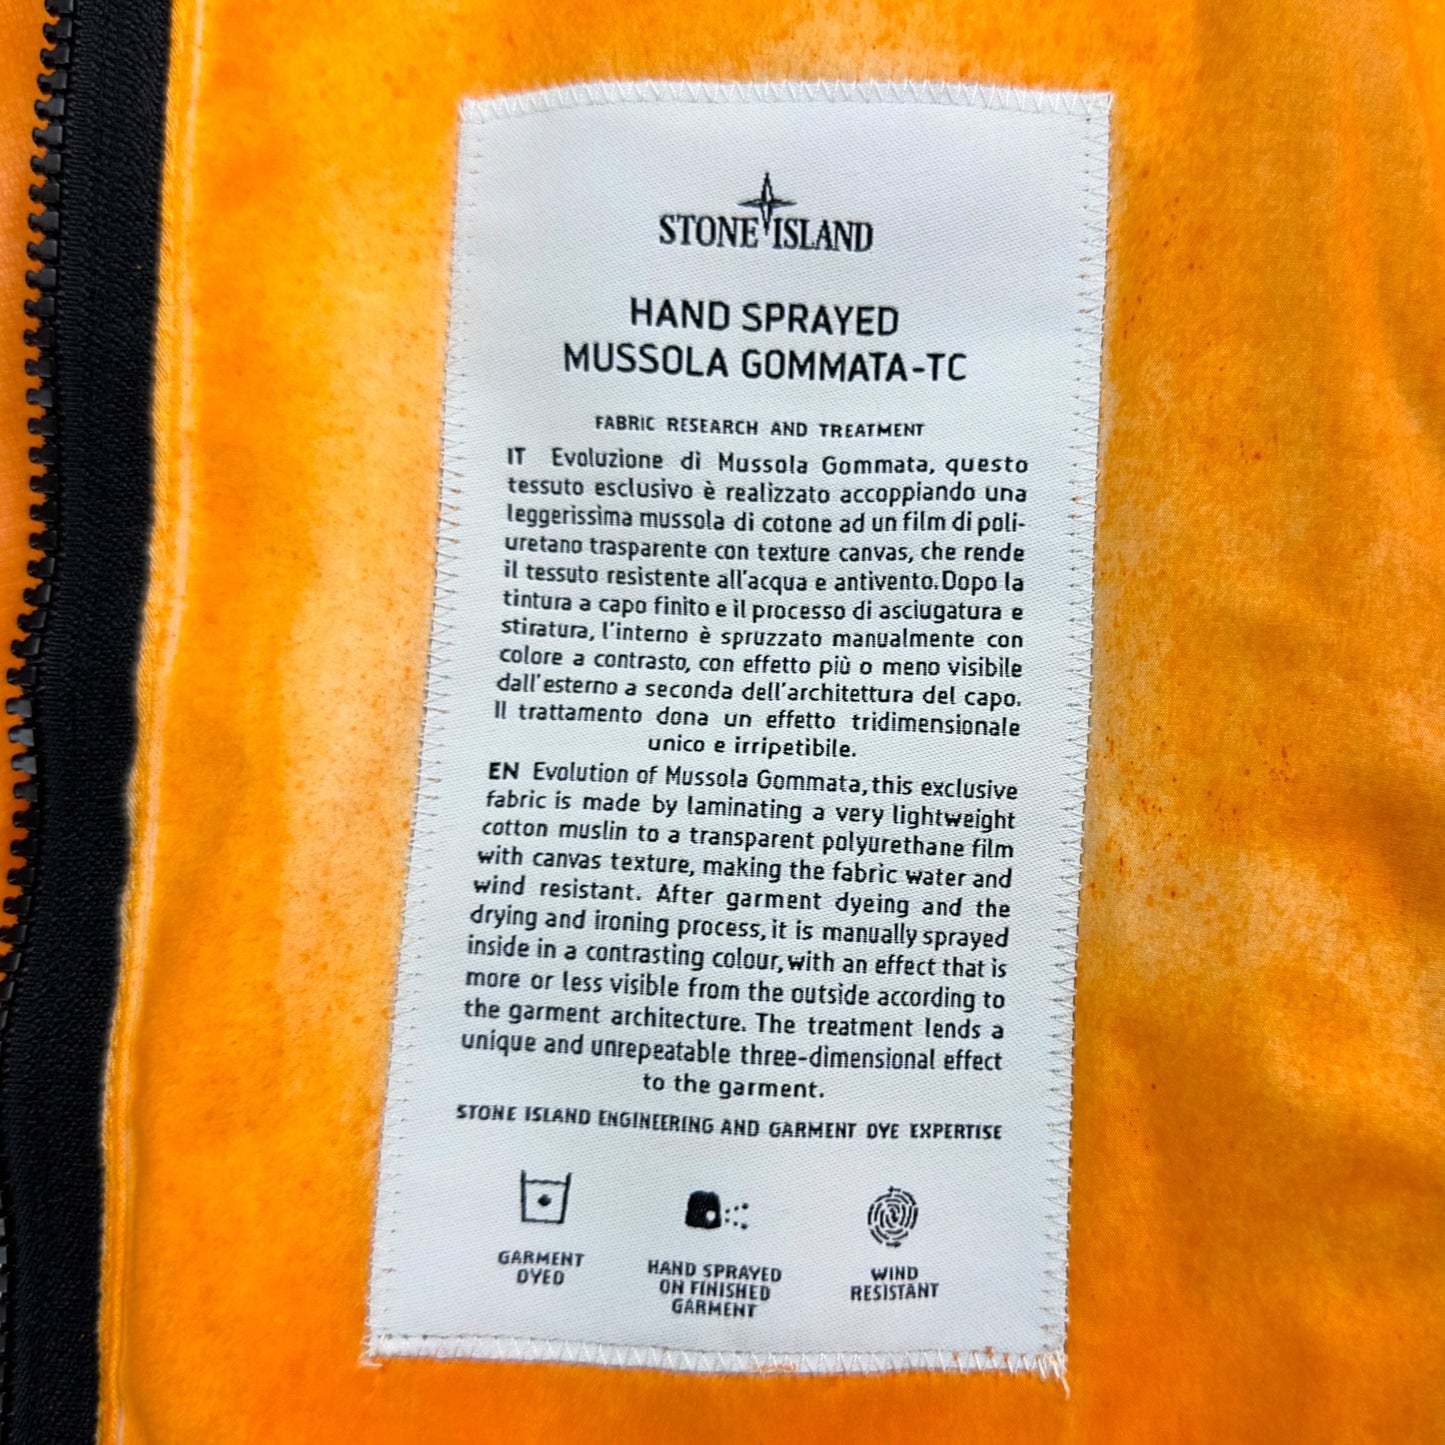 STONE ISLAND
HAND SPRAYED
MUSSOLA GOMMATA-TC
FABRIC RESEARCH AND TREATMENT
IT Evoluzione di Mussola Gommata, questo
tessuto esclusivo è realizzato accoppiando una
leggerissima mussola di cotone ad un film di poli-
uretano trasparente con texture canvas, che rende
il tessuto resistente all'acqua e antivento. Dopo la
tintura a capo finito e il processo di asciugatura e
stiratura, l'interno è spruzzato manualmente con
colore a contrasto, con effetto più o meno visibile
dall'esterno a seconda dell'architettura del capo.
Il trattamento dona un effetto tridimensionale
unico e irripetibile.
EN Evolution of Mussola Gommata, this exclusive
fabric is made by laminating a very lightweight
cotton muslin to a transparent polyurethane film
with canvas texture, making the fabric water and
wind resistant. After garment dyeing and the
drying and ironing process, it is manually sprayed
inside in a contrasting colour, with an effect that is
more or less visible from the outside according to
the garment architecture. The treatment lends a
unique and unrepeatable three-dimensional effect
to the garment.
STONE ISLAND ENGINEERING AND GARMENT DYE EXPERTISE
GARMENT
DYED
HAND SPRAYED
ON FINISHED
GARMENT
WIND
RESISTANT